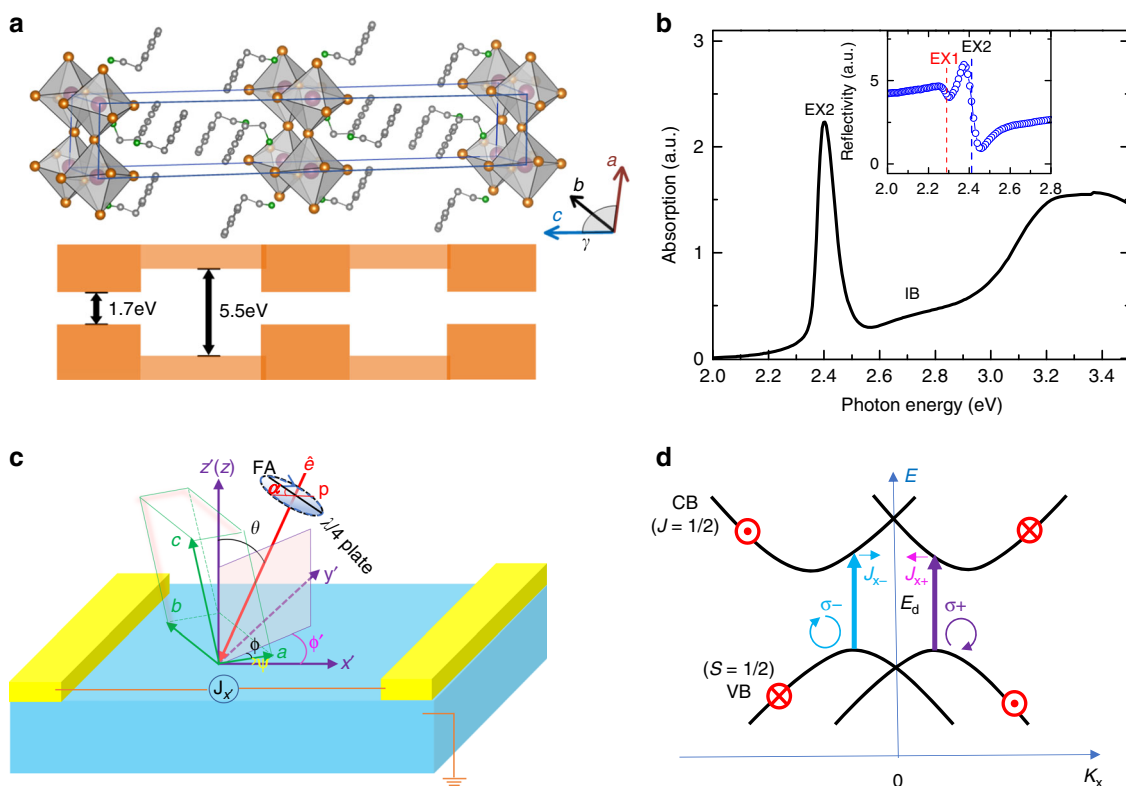 a
a
b
c
γ
1.7eV
5.5eV
b
Absorption (a.u.)
3
2
1
0
2.0 2.2 2.4 2.6 2.8 3.0 3.2 3.4
Photon energy (eV)
EX2
IB
Reflectivity (a.u.)
5
0
2.0 2.2 2.4 2.6 2.8
EX1
EX2
c
z′(z)
FA
ê
α
p
θ
λ/4 plate
c
y′
b
ϕ
ϕ′
ψ
a
x′
Jx′
d
E
CB
(J = 1/2)
Jx−
Jx+
Ed
σ−
σ+
(S = 1/2)
VB
0
Kx